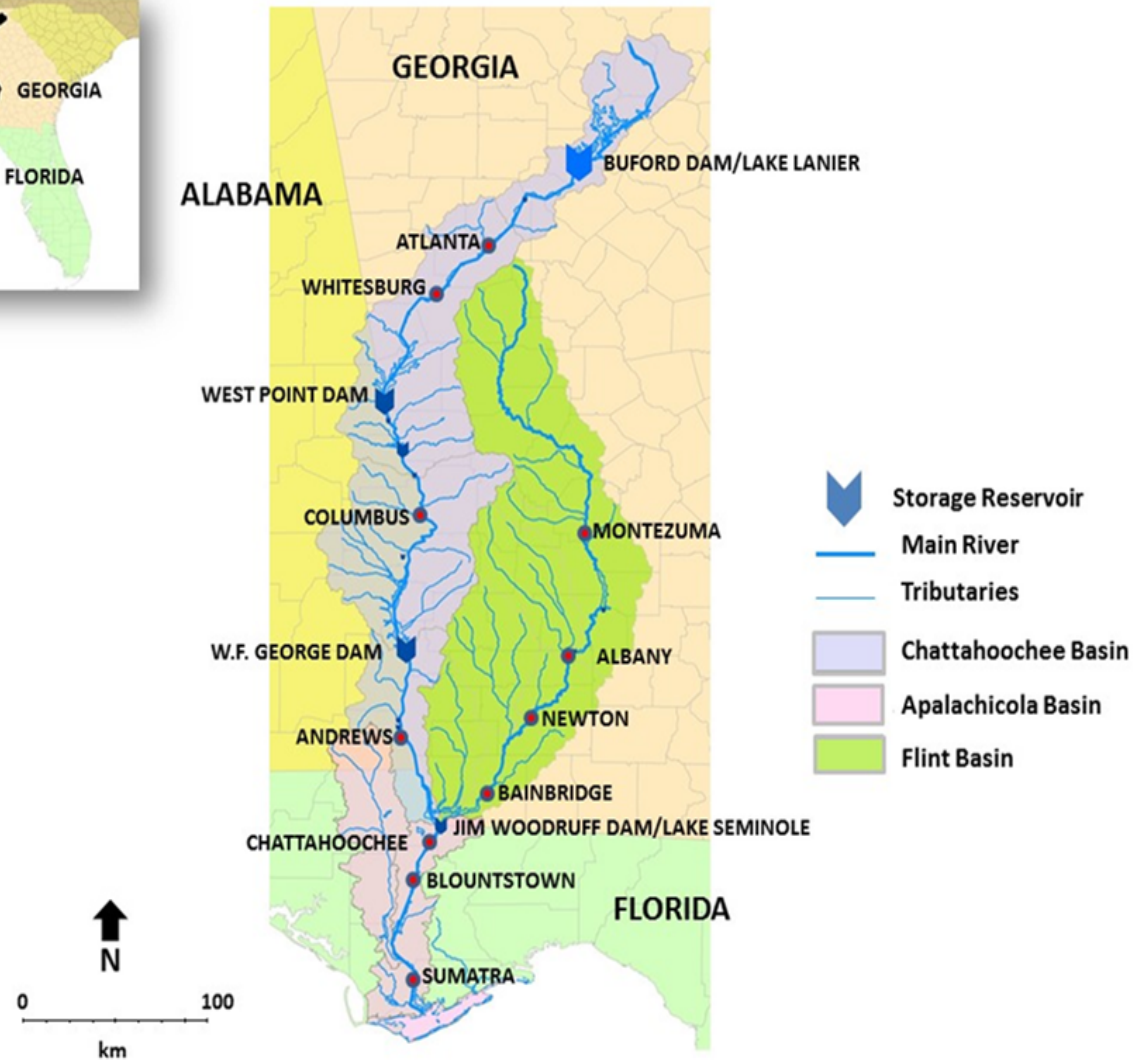 GEORGIA
FLORIDA
GEORGIA
BUFORD DAM/LAKE LANIER
ALABAMA
ATLANTA
WHITESBURG
WEST POINT DAM
COLUMBUS
MONTEZUMA
W.F. GEORGE DAM
ALBANY
NEWTON
ANDREWS
BAINBRIDGE
JIM WOODRUFF DAM/LAKE SEMINOLE
CHATTAHOOCHEE
BLOUNTSTOWN
FLORIDA
SUMATRA
N
0 100
km
Storage Reservoir
Main River
Tributaries
Chattahoochee Basin
Apalachicola Basin
Flint Basin